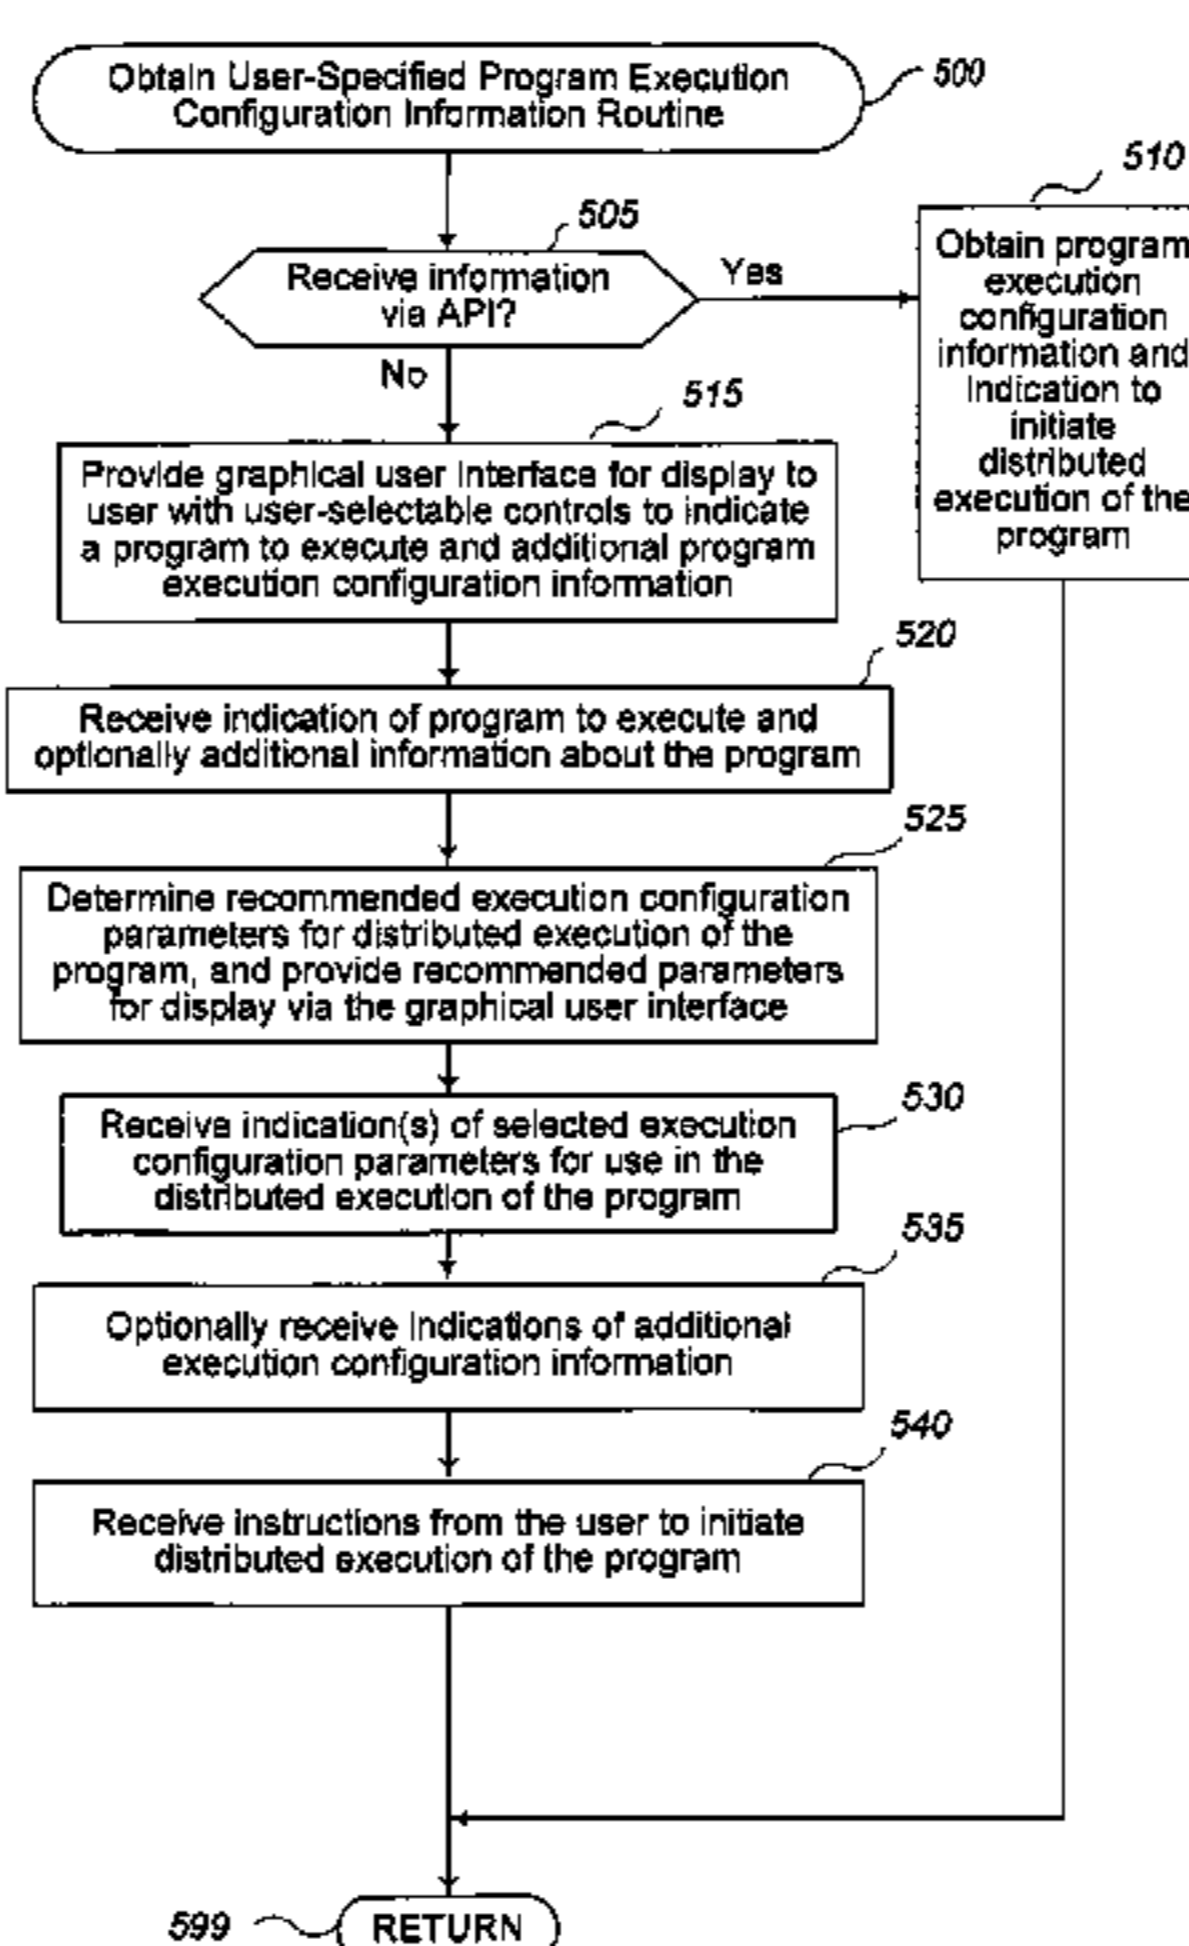 Obtain User-Specified Program Execution
Configuration Information Routine
500
505
Receive information
via API?
Yes
No
510
Obtain program
execution
configuration
information and
indication to
initiate
distributed
execution of the
program
515
Provide graphical user interface for display to
user with user-selectable controls to indicate
a program to execute and additional program
execution configuration information
520
Receive indication of program to execute and
optionally additional information about the program
525
Determine recommended execution configuration
parameters for distributed execution of the
program, and provide recommended parameters
for display via the graphical user interface
530
Receive indication(s) of selected execution
configuration parameters for use in the
distributed execution of the program
535
Optionally receive indications of additional
execution configuration information
540
Receive instructions from the user to initiate
distributed execution of the program
599
RETURN